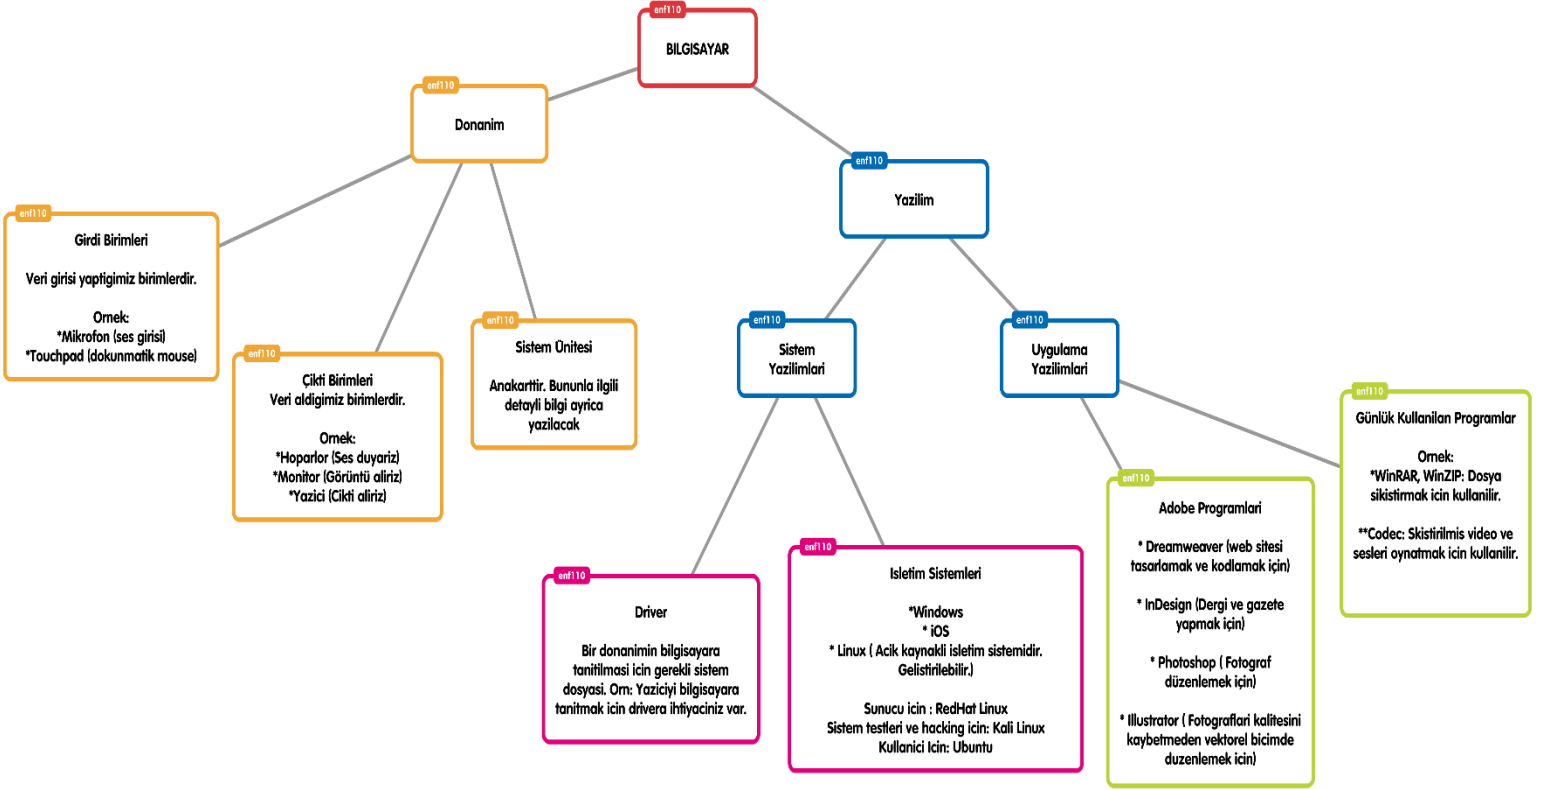 enf110
BILGISAYAR
enf110
Donanim
enf110
Yazilim
enf110
Girdi Birimleri
Veri girisi yaptigimiz birimlerdir.
Ornek:
*Mikrofon (ses girisi)
*Touchpad (dokunmatik mouse)
enf110
Çikti Birimleri
Veri aldigimiz birimlerdir.
Ornek:
*Hoparlor (Ses duyariz)
*Monitor (Görüntü aliriz)
*Yazici (Cikti aliriz)
enf110
Sistem Ünitesi
Anakarttir. Bununla ilgili
detayli bilgi ayrica
yazilacak
enf110
Sistem
Yazilimlari
enf110
Uygulama
Yazilimlari
enf110
Driver
Bir donanimin bilgisayara
tanitilmasi icin gerekli sistem
dosyasi. Orn: Yaziciyi bilgisayara
tanitmak icin drivera ihtiyaciniz var.
enf110
Isletim Sistemleri
*Windows
* iOS
* Linux ( Acik kaynakli isletim sistemidir.
Gelistirilebilir.)
Sunucu icin : RedHat Linux
Sistem testleri ve hacking icin: Kali Linux
Kullanici Icin: Ubuntu
enf110
Adobe Programlari
* Dreamweaver (web sitesi
tasarlamak ve kodlamak için)
* InDesign (Dergi ve gazete
yapmak için)
* Photoshop ( Fotograf
düzenlemek için)
* Illustrator ( Fotograflari kalitesini
kaybetmeden vektorel bicimde
duzenlemek icin)
enf110
Günlük Kullanilan Programlar
Ornek:
*WinRAR, WinZIP: Dosya
sikistirmak icin kullanilir.
**Codec: Skistirilmis video ve
sesleri oynatmak icin kullanilir.